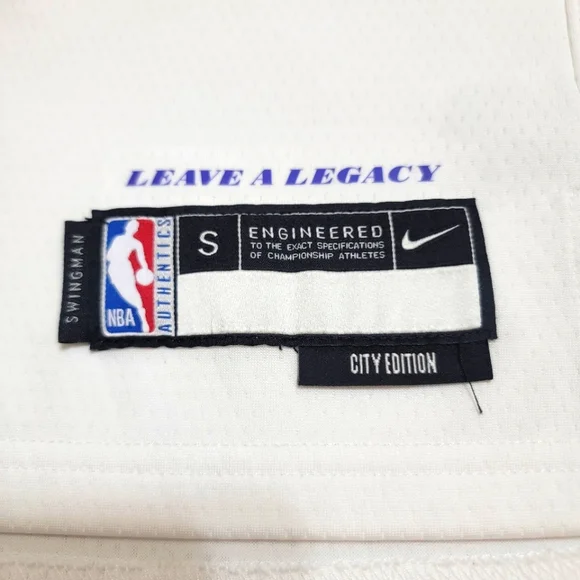 LEAVE A LEGACY
SWINGMAN
NBA
AUTHENTICS
S
ENGINEERED
TO THE EXACT SPECIFICATIONS
OF CHAMPIONSHIP ATHLETES
CITY EDITION